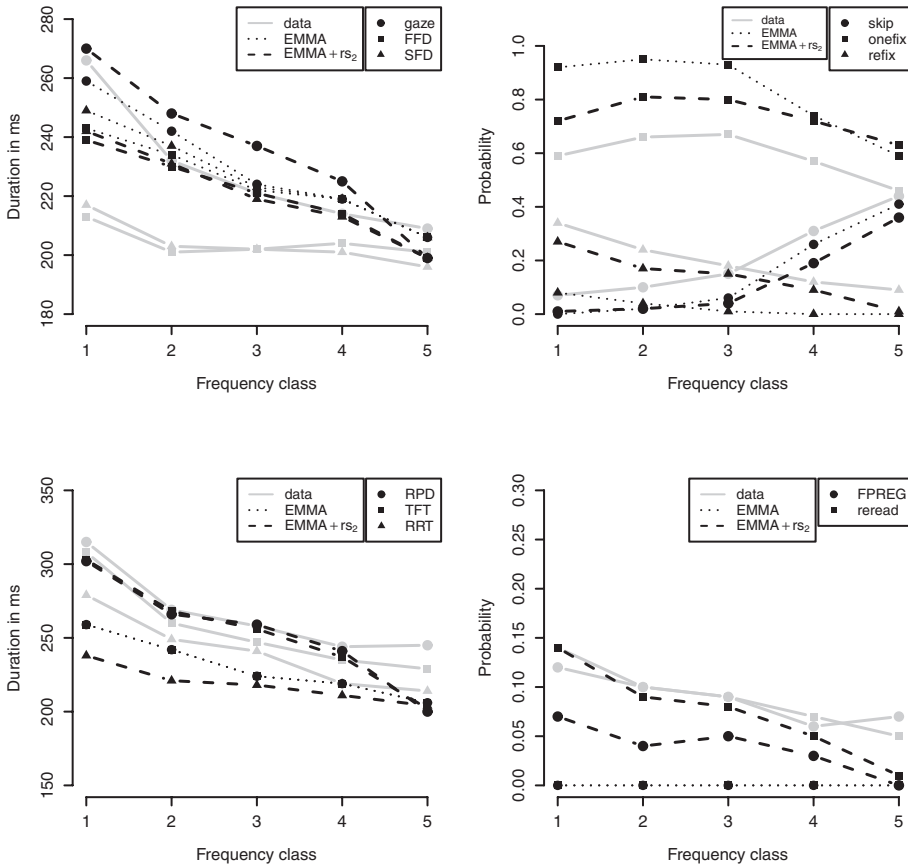 data
EMMA
EMMA + rs2
gaze
FFD
SFD
Duration in ms
280
260
240
220
200
180
1 2 3 4 5
Frequency class
data
EMMA
EMMA + rs2
skip
onefix
refix
Probability
1.0
0.8
0.6
0.4
0.2
0.0
1 2 3 4 5
Frequency class
data
EMMA
EMMA + rs2
RPD
TFT
RRT
Duration in ms
350
300
250
200
150
1 2 3 4 5
Frequency class
data
EMMA
EMMA + rs2
FPREG
reread
Probability
0.30
0.25
0.20
0.15
0.10
0.05
0.00
1 2 3 4 5
Frequency class